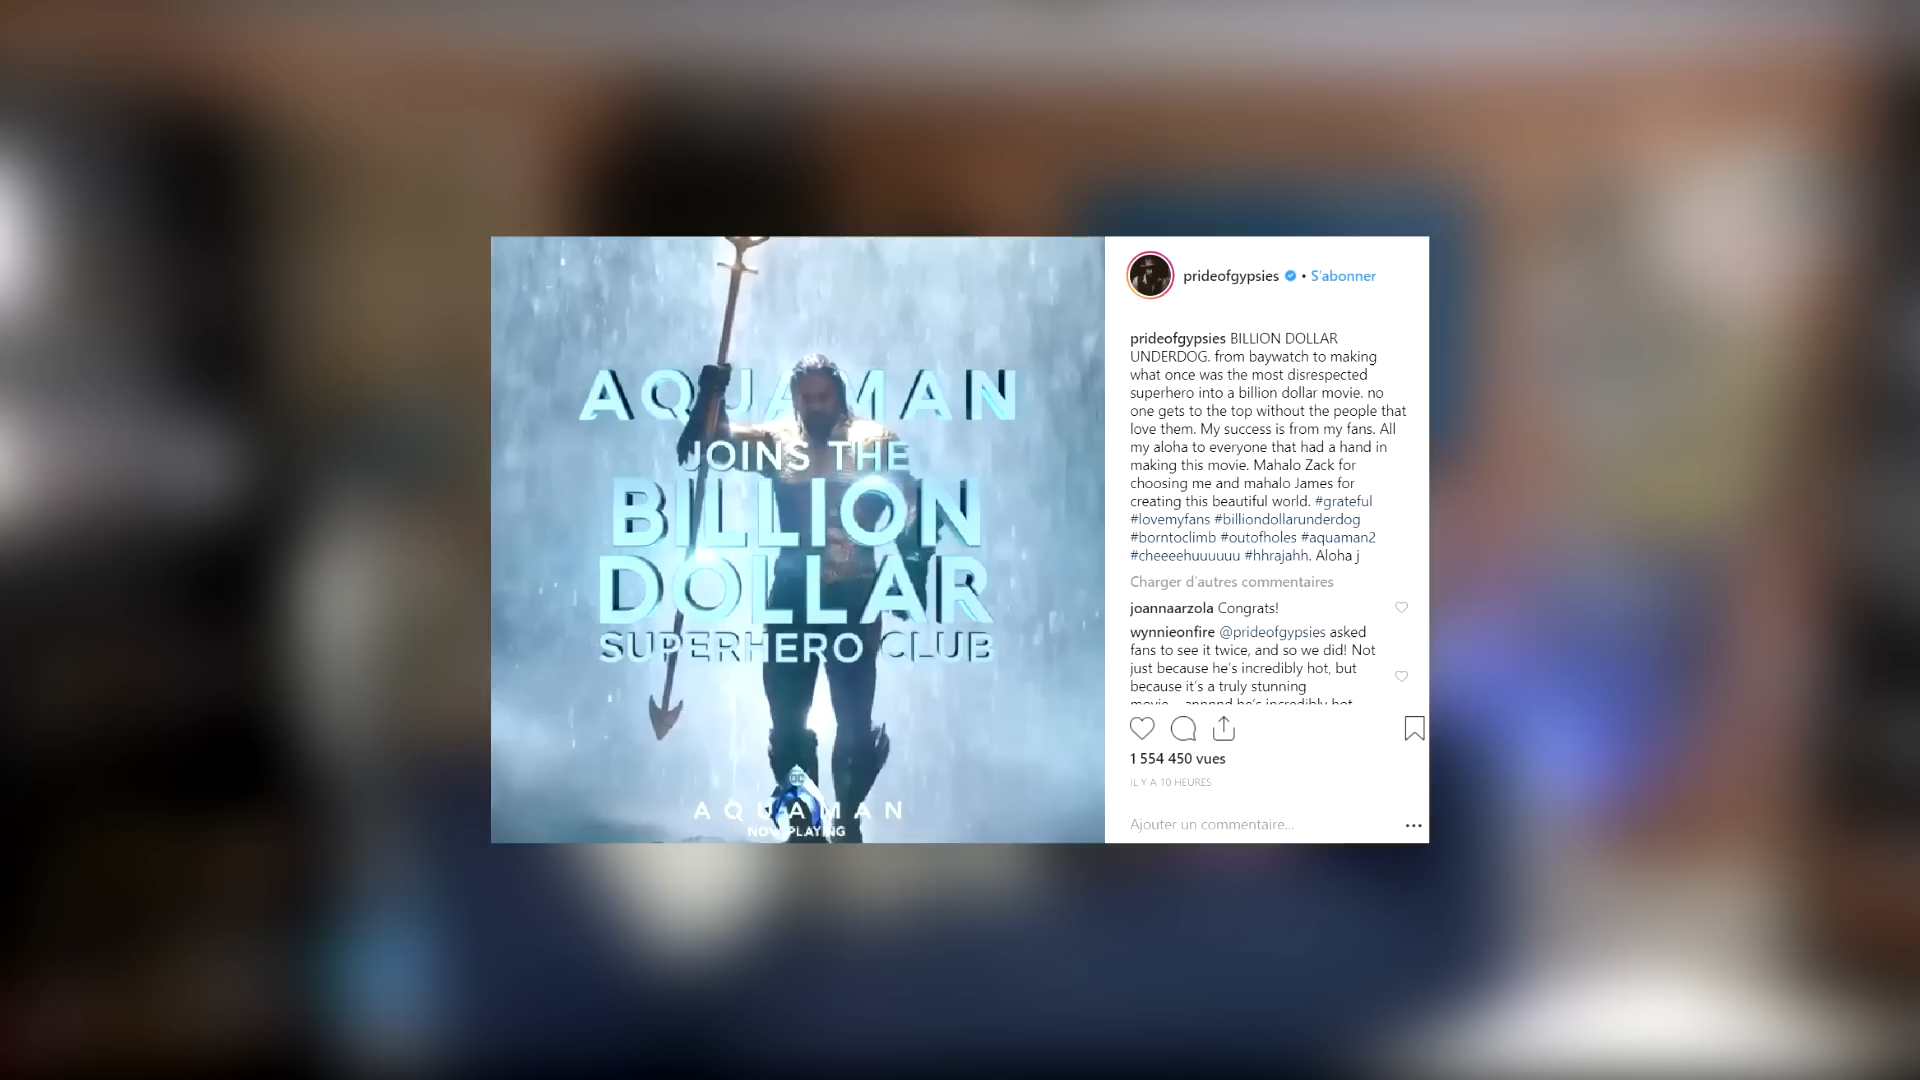 AQUAMAN
JOINS THE
BILLION
DOLLAR
SUPERHERO CLUB
DC
AQUAMAN
NOW PLAYING
prideofgypsies • S'abonner
prideofgypsies BILLION DOLLAR
UNDERDOG. from baywatch to making
what once was the most disrespected
superhero into a billion dollar movie. no
one gets to the top without the people that
love them. My success is from my fans. All
my aloha to everyone that had a hand in
making this movie. Mahalo Zack for
choosing me and mahalo James for
creating this beautiful world. #grateful
#lovemyfans #billiondollarunderdog
#borntoclimb #outofholes #aquaman2
#cheeeehuuuuuu #hhrajahh. Aloha j
Charger d'autres commentaires
joannaarzola Congrats!
wynnieonfire @prideofgypsies asked
fans to see it twice, and so we did! Not
just because he's incredibly hot, but
because it's a truly stunning
movie... annnnd he's incredibly hot
1 554 450 vues
IL Y A 10 HEURES
Ajouter un commentaire...